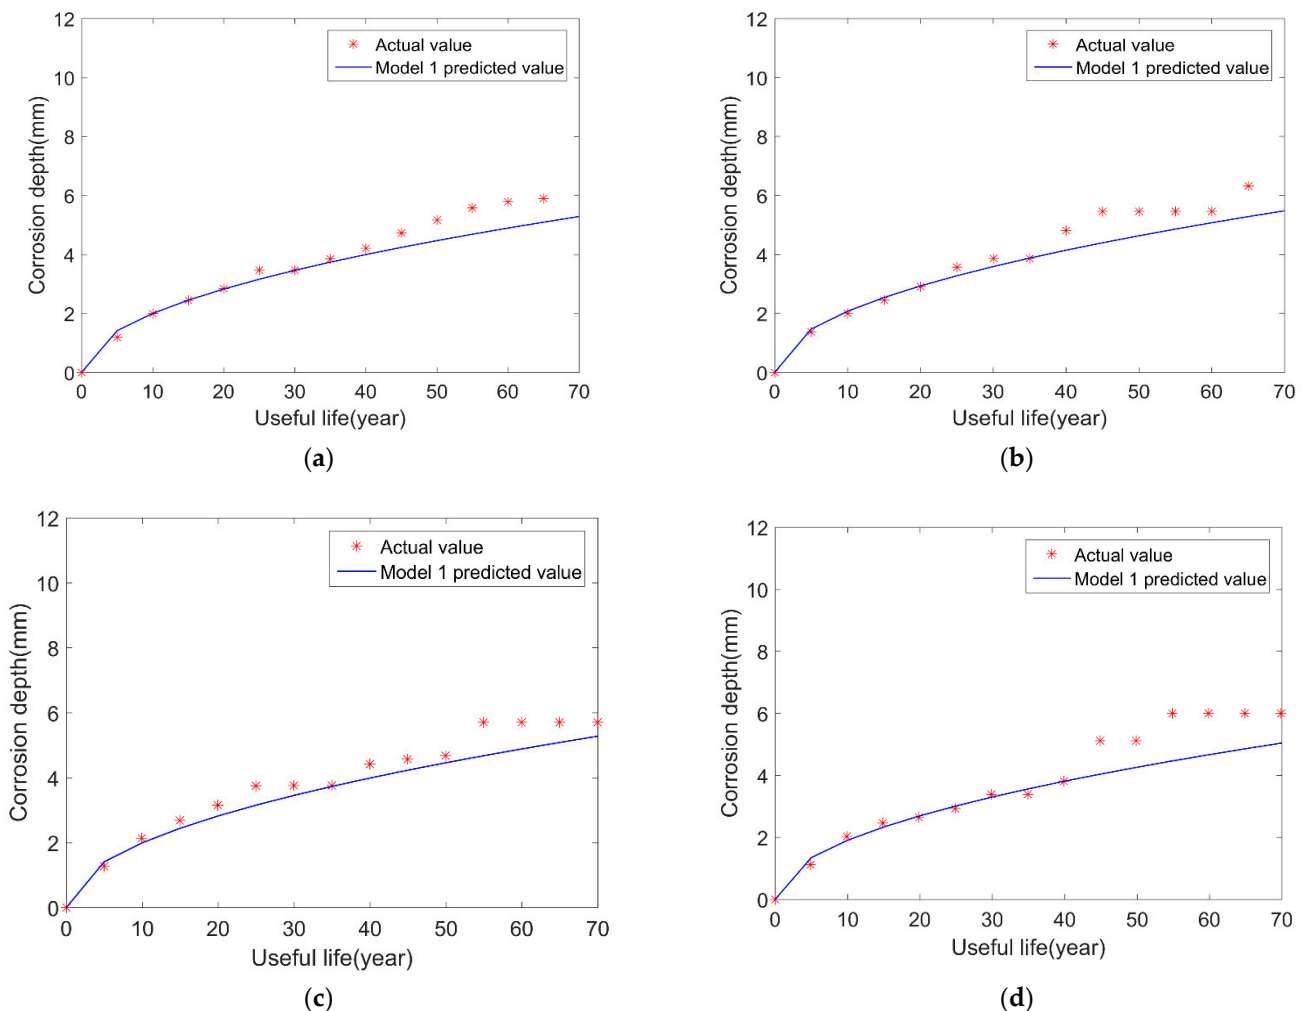 12
10
8
6
4
2
0
Corrosion depth(mm)
Actual value
Model 1 predicted value
0 10 20 30 40 50 60 70
Useful life(year)
(a)
12
10
8
6
4
2
0
Corrosion depth(mm)
Actual value
Model 1 predicted value
0 10 20 30 40 50 60 70
Useful life(year)
(b)
12
10
8
6
4
2
0
Corrosion depth(mm)
Actual value
Model 1 predicted value
0 10 20 30 40 50 60 70
Useful life(year)
(c)
12
10
8
6
4
2
0
Corrosion depth(mm)
Actual value
Model 1 predicted value
0 10 20 30 40 50 60 70
Useful life(year)
(d)